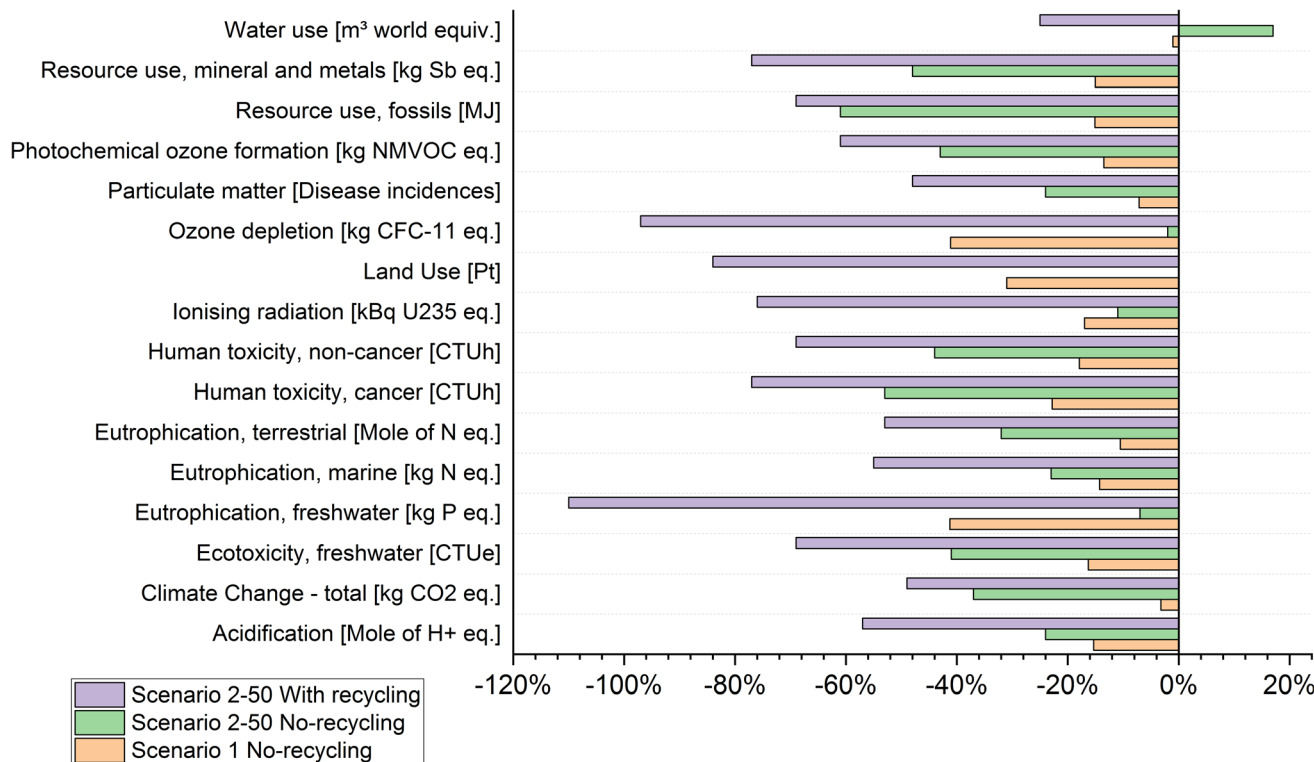 Water use [m³ world equiv.]
Resource use, mineral and metals [kg Sb eq.]
Resource use, fossils [MJ]
Photochemical ozone formation [kg NMVOC eq.]
Particulate matter [Disease incidences]
Ozone depletion [kg CFC-11 eq.]
Land Use [Pt]
Ionising radiation [kBq U235 eq.]
Human toxicity, non-cancer [CTUh]
Human toxicity, cancer [CTUh]
Eutrophication, terrestrial [Mole of N eq.]
Eutrophication, marine [kg N eq.]
Eutrophication, freshwater [kg P eq.]
Ecotoxicity, freshwater [CTUe]
Climate Change - total [kg CO2 eq.]
Acidification [Mole of H+ eq.]
-120% -100% -80% -60% -40% -20% 0% 20%
Scenario 2-50 With recycling
Scenario 2-50 No-recycling
Scenario 1 No-recycling